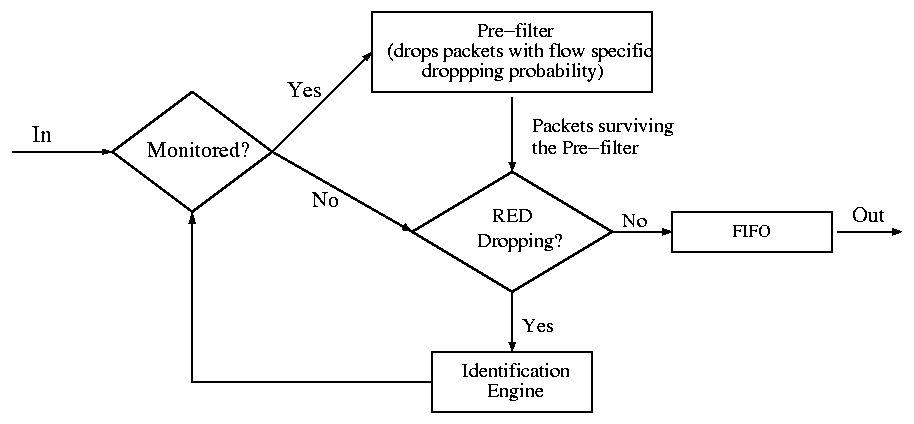 Pre−filter
(drops packets with flow specific
droppping probability)
Yes
In
Monitored?
Packets surviving
the Pre−filter
No
RED
Dropping?
No
FIFO
Out
Yes
Identification
Engine